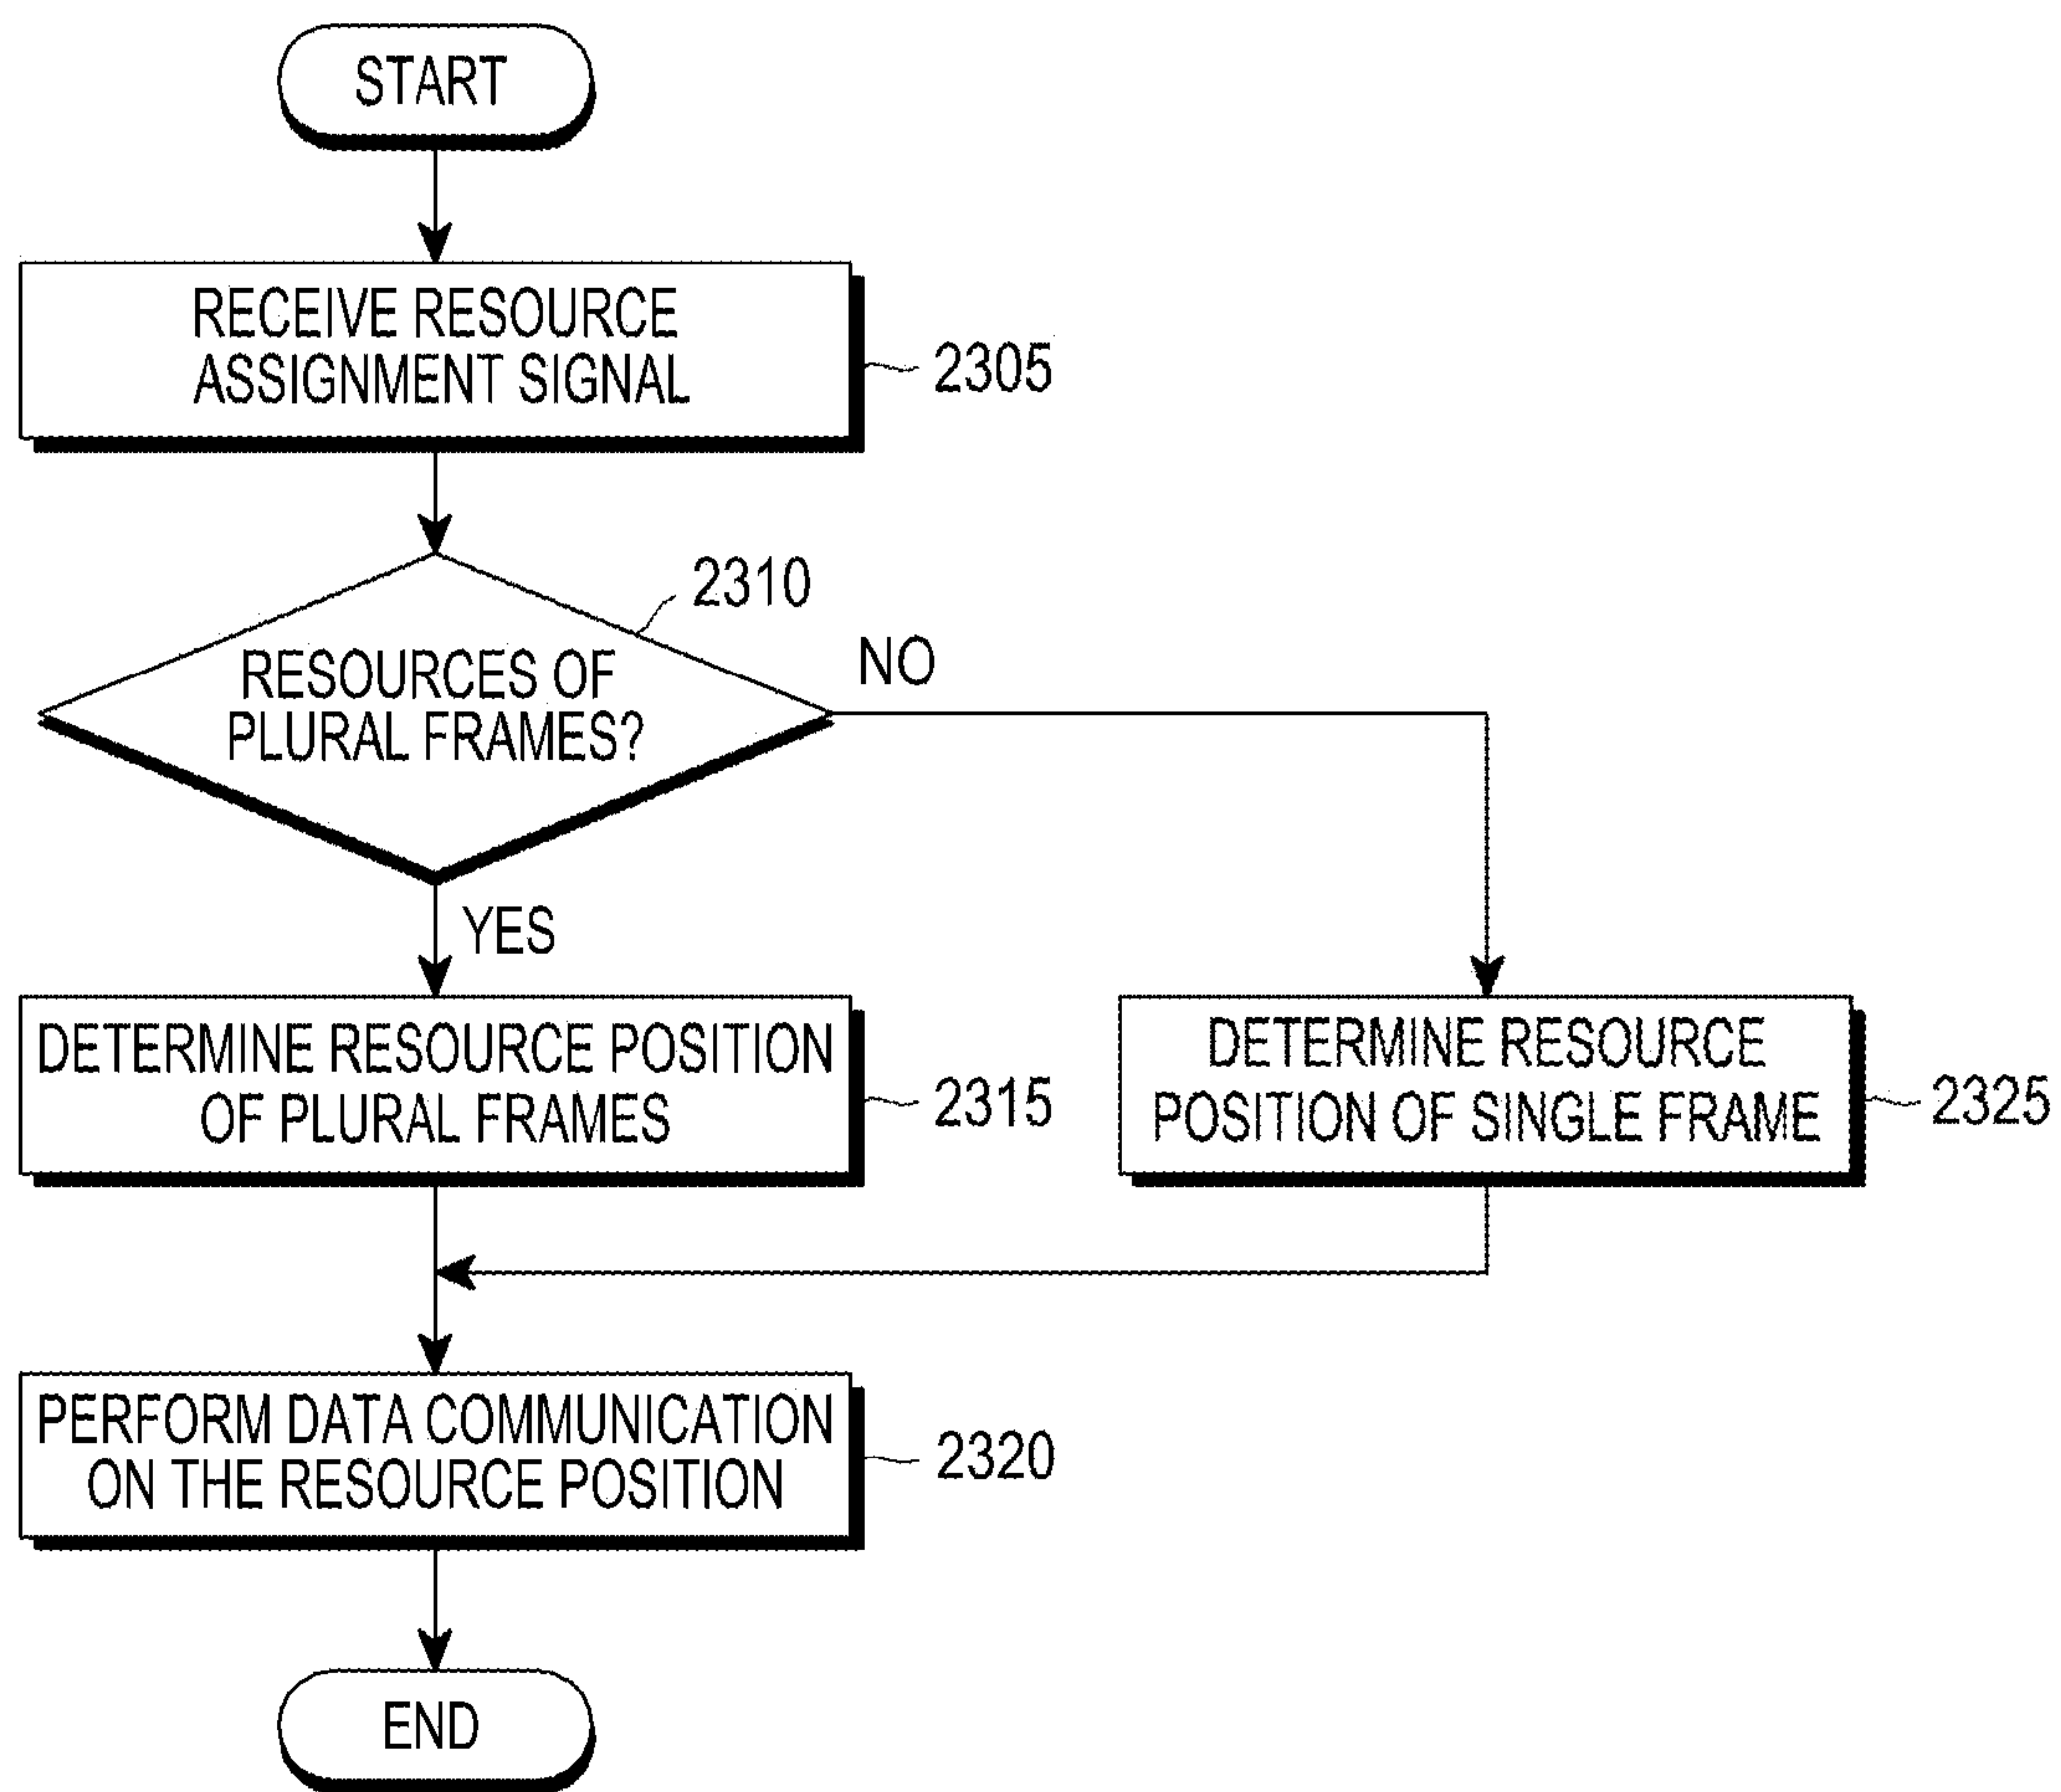 START
RECEIVE RESOURCE
ASSIGNMENT SIGNAL
2305
2310
RESOURCES OF
PLURAL FRAMES?
NO
YES
DETERMINE RESOURCE POSITION
OF PLURAL FRAMES
2315
DETERMINE RESOURCE
POSITION OF SINGLE FRAME
2325
PERFORM DATA COMMUNICATION
ON THE RESOURCE POSITION
2320
END